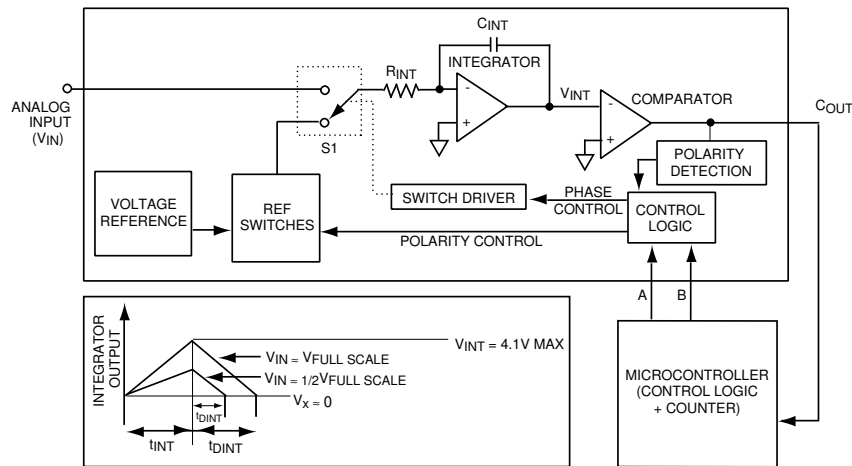 CINT
RINT
INTEGRATOR
ANALOG
INPUT
(VIN)
S1
-
+
VINT
COMPARATOR
-
+
COUT
POLARITY
DETECTION
VOLTAGE
REFERENCE
REF
SWITCHES
SWITCH DRIVER
PHASE
CONTROL
CONTROL
LOGIC
POLARITY CONTROL
A
B
MICROCONTROLLER
(CONTROL LOGIC
+ COUNTER)
INTEGRATOR
OUTPUT
VINT = 4.1V MAX
VIN ≈ VFULL SCALE
VIN ≈ 1/2VFULL SCALE
VX ≈ 0
tDINT
tINT
tDINT